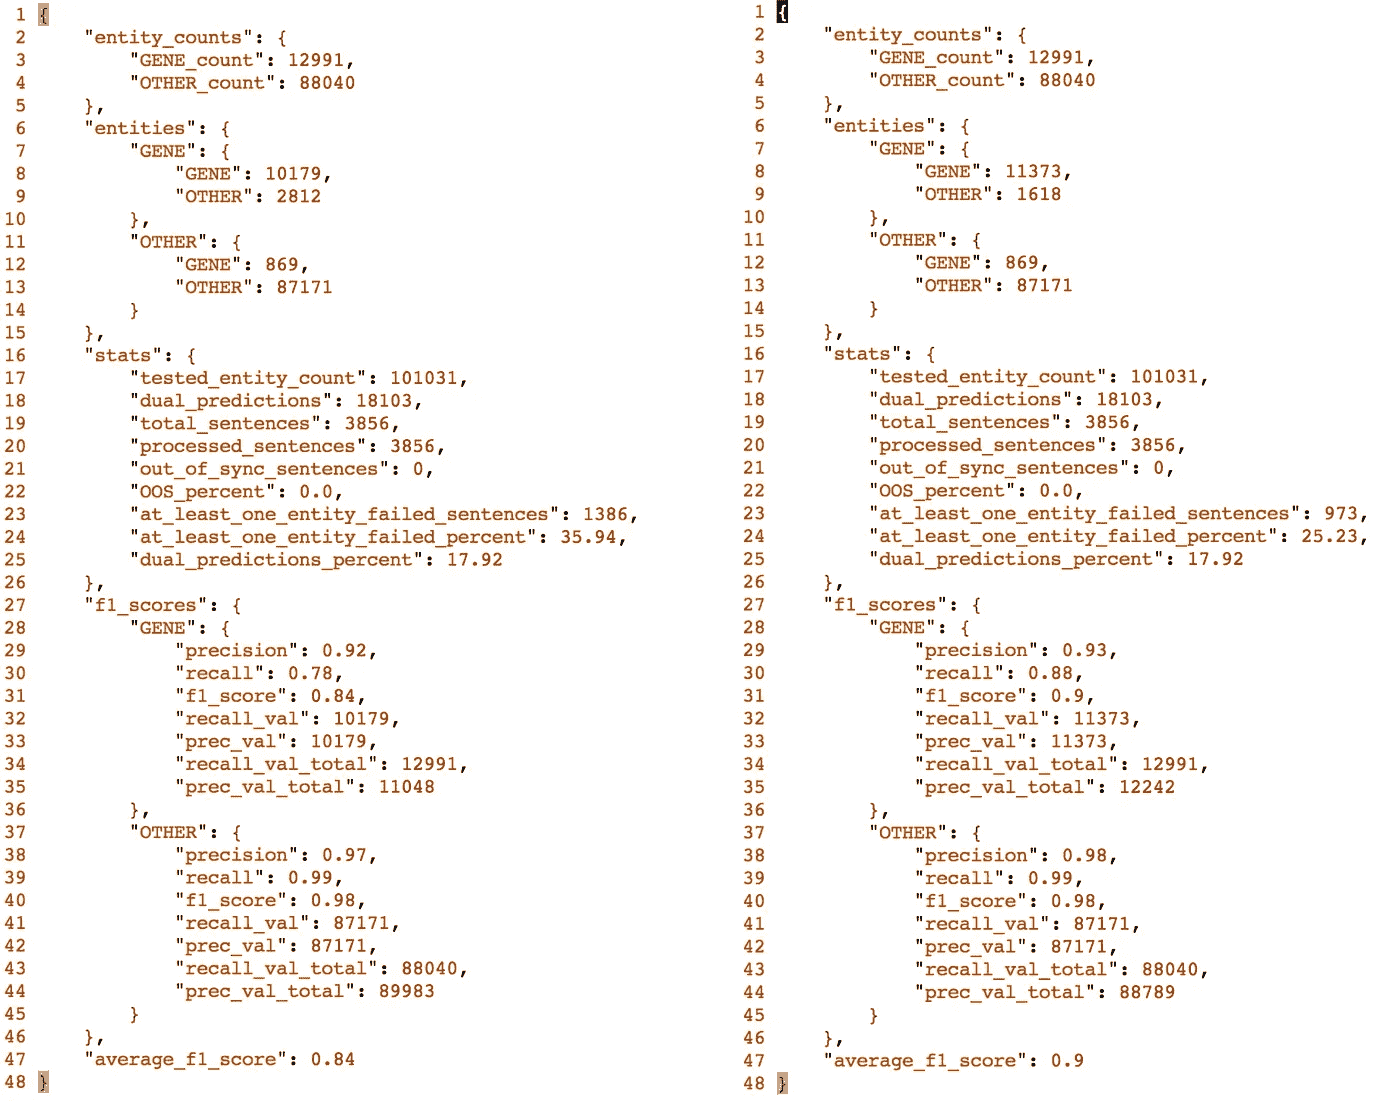 1 {
2 "entity_counts": {
3 "GENE_count": 12991,
4 "OTHER_count": 88040
5 },
6 "entities": {
7 "GENE": {
8 "GENE": 10179,
9 "OTHER": 2812
10 },
11 "OTHER": {
12 "GENE": 869,
13 "OTHER": 87171
14 }
15 },
16 "stats": {
17 "tested_entity_count": 101031,
18 "dual_predictions": 18103,
19 "total_sentences": 3856,
20 "processed_sentences": 3856,
21 "out_of_sync_sentences": 0,
22 "OOS_percent": 0.0,
23 "at_least_one_entity_failed_sentences": 1386,
24 "at_least_one_entity_failed_percent": 35.94,
25 "dual_predictions_percent": 17.92
26 },
27 "f1_scores": {
28 "GENE": {
29 "precision": 0.92,
30 "recall": 0.78,
31 "f1_score": 0.84,
32 "recall_val": 10179,
33 "prec_val": 10179,
34 "recall_val_total": 12991,
35 "prec_val_total": 11048
36 },
37 "OTHER": {
38 "precision": 0.97,
39 "recall": 0.99,
40 "f1_score": 0.98,
41 "recall_val": 87171,
42 "prec_val": 87171,
43 "recall_val_total": 88040,
44 "prec_val_total": 89983
45 }
46 },
47 "average_f1_score": 0.84
48 }
1 {
2 "entity_counts": {
3 "GENE_count": 12991,
4 "OTHER_count": 88040
5 },
6 "entities": {
7 "GENE": {
8 "GENE": 11373,
9 "OTHER": 1618
10 },
11 "OTHER": {
12 "GENE": 869,
13 "OTHER": 87171
14 }
15 },
16 "stats": {
17 "tested_entity_count": 101031,
18 "dual_predictions": 18103,
19 "total_sentences": 3856,
20 "processed_sentences": 3856,
21 "out_of_sync_sentences": 0,
22 "OOS_percent": 0.0,
23 "at_least_one_entity_failed_sentences": 973,
24 "at_least_one_entity_failed_percent": 25.23,
25 "dual_predictions_percent": 17.92
26 },
27 "f1_scores": {
28 "GENE": {
29 "precision": 0.93,
30 "recall": 0.88,
31 "f1_score": 0.9,
32 "recall_val": 11373,
33 "prec_val": 11373,
34 "recall_val_total": 12991,
35 "prec_val_total": 12242
36 },
37 "OTHER": {
38 "precision": 0.98,
39 "recall": 0.99,
40 "f1_score": 0.98,
41 "recall_val": 87171,
42 "prec_val": 87171,
43 "recall_val_total": 88040,
44 "prec_val_total": 88789
45 }
46 },
47 "average_f1_score": 0.9
48 }